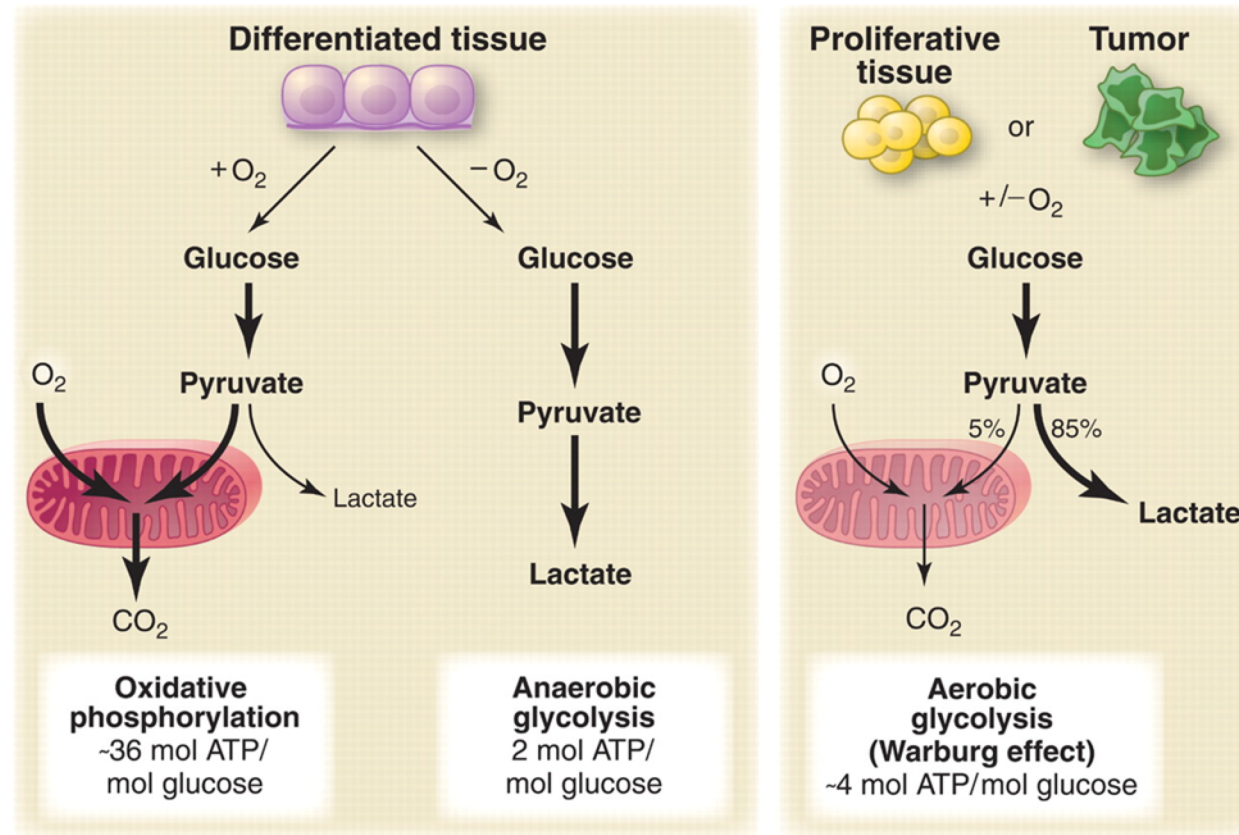 Differentiated tissue
+O₂
−O₂
Glucose
Glucose
O₂
Pyruvate
Pyruvate
Lactate
Lactate
CO₂
Oxidative
phosphorylation
~36 mol ATP/
mol glucose
Anaerobic
glycolysis
2 mol ATP/
mol glucose
Proliferative
tissue
or
Tumor
+/−O₂
Glucose
O₂
Pyruvate
5%
85%
Lactate
CO₂
Aerobic
glycolysis
(Warburg effect)
~4 mol ATP/mol glucose